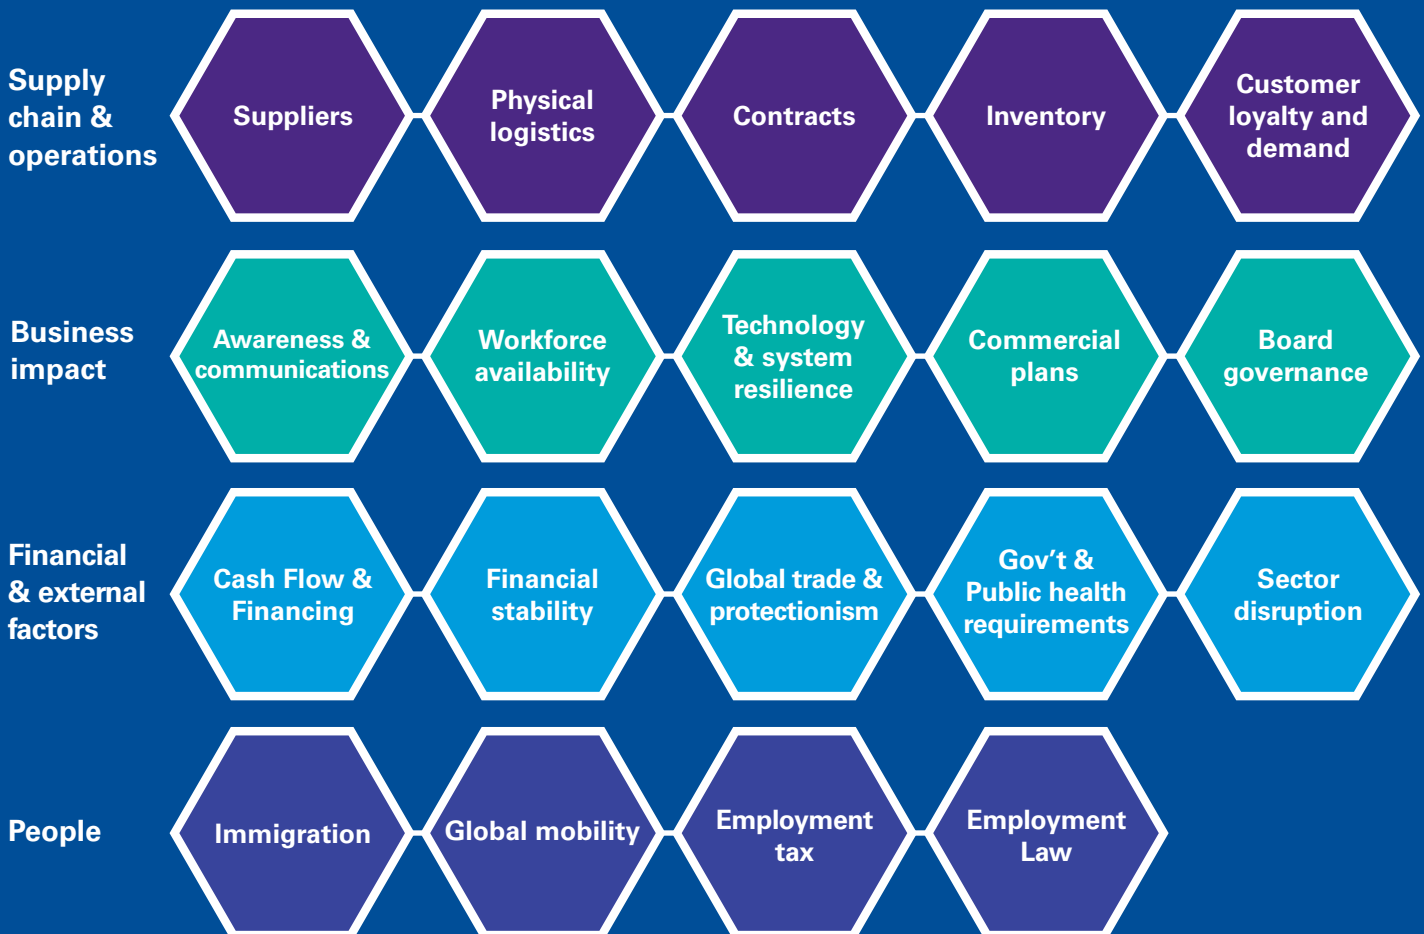 Supply
chain &
operations
Suppliers
Physical
logistics
Contracts
Inventory
Customer
loyalty and
demand
Business
impact
Awareness &
communications
Workforce
availability
Technology
& system
resilience
Commercial
plans
Board
governance
Financial
& external
factors
Cash Flow &
Financing
Financial
stability
Global trade &
protectionism
Gov’t &
Public health
requirements
Sector
disruption
People
Immigration
Global mobility
Employment
tax
Employment
Law